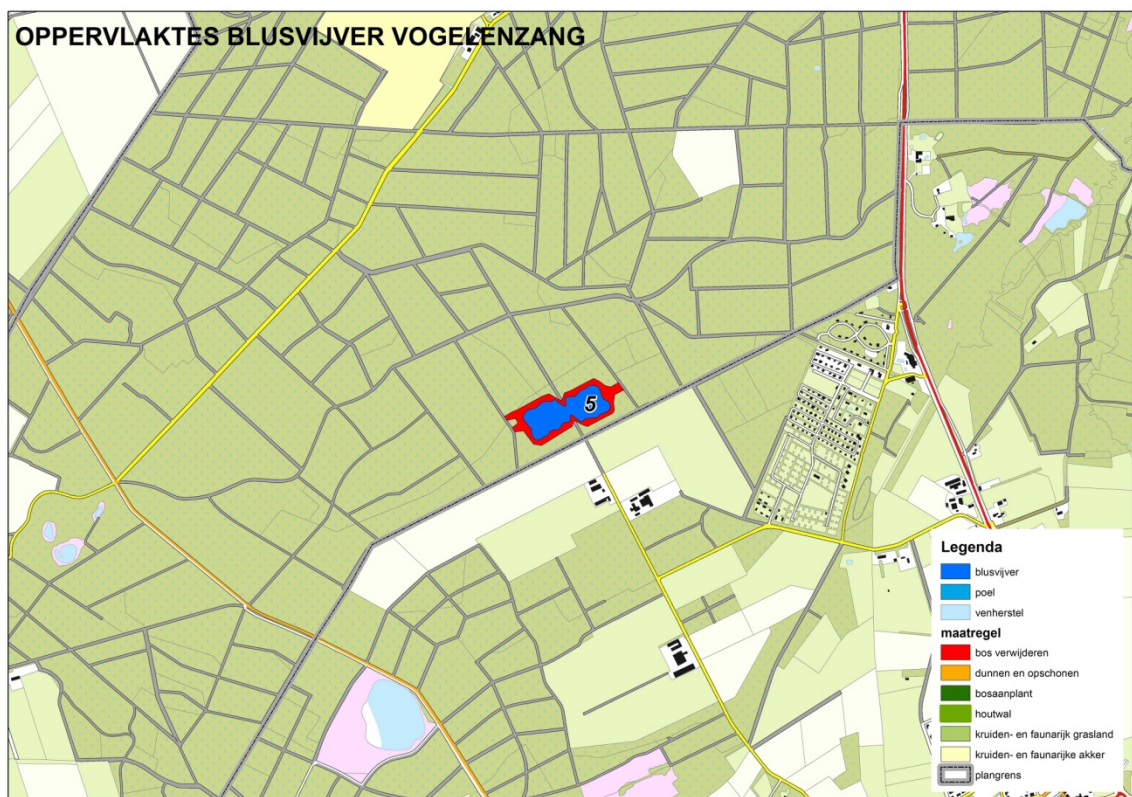 OPPERVLAKTES BLUSVIJVER VOGELENZANG
5
Legenda
blusvijver
poel
venherstel
maatregel
bos verwijderen
dunnen en opschonen
bosaanplant
houtwal
kruiden- en faunarijk grasland
kruiden- en faunarijke akker
plangrens